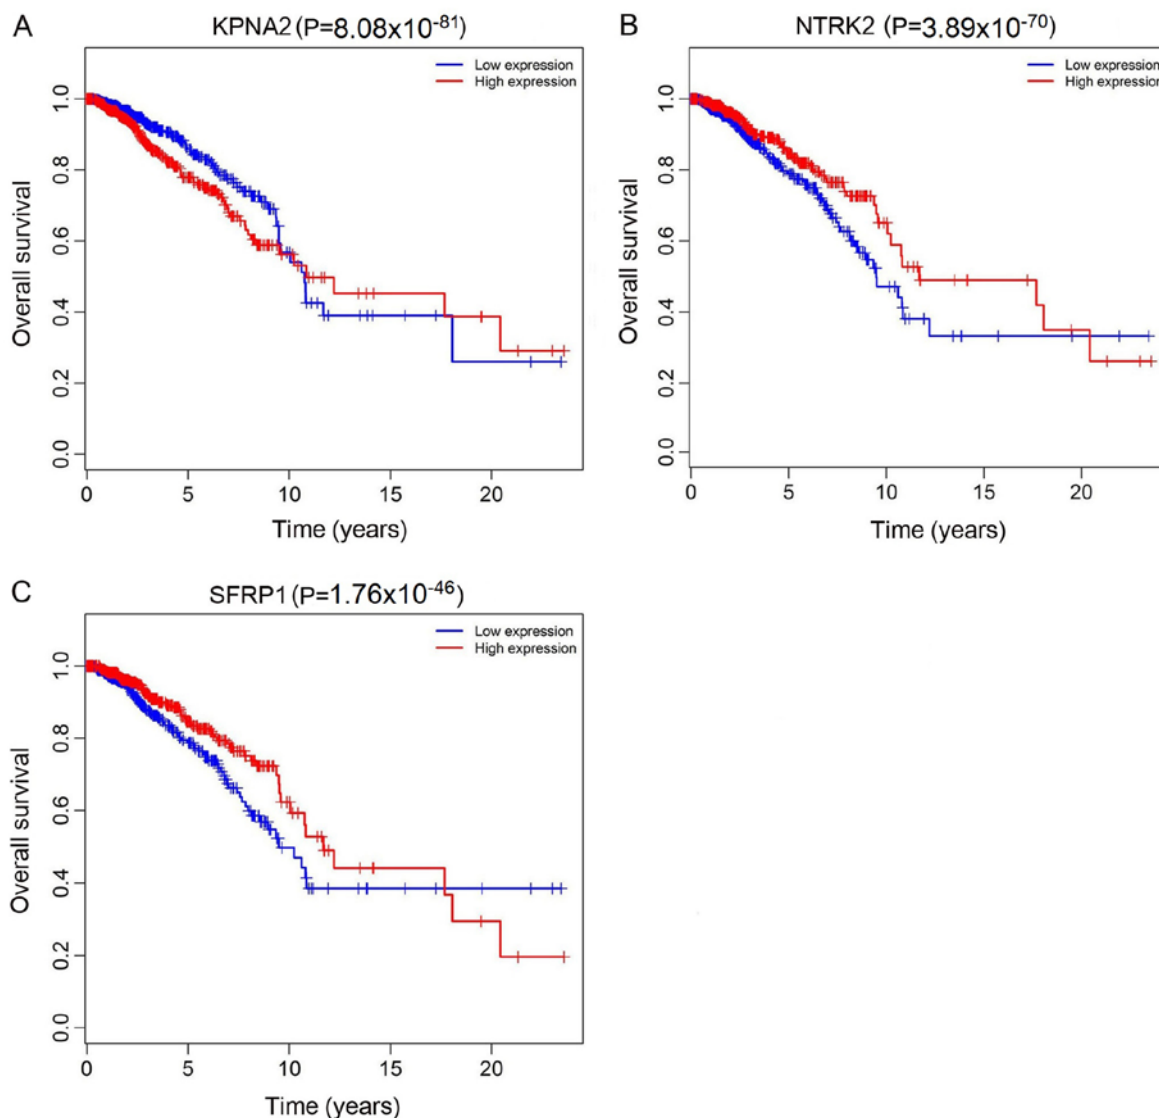 A
KPNA2 (P=8.08x10-81)
Low expression
High expression
Overall survival
1.0
0.8
0.6
0.4
0.2
0.0
0 5 10 15 20
Time (years)
B
NTRK2 (P=3.89x10-70)
Low expression
High expression
Overall survival
1.0
0.8
0.6
0.4
0.2
0.0
0 5 10 15 20
Time (years)
C
SFRP1 (P=1.76x10-46)
Low expression
High expression
Overall survival
1.0
0.8
0.6
0.4
0.2
0.0
0 5 10 15 20
Time (years)